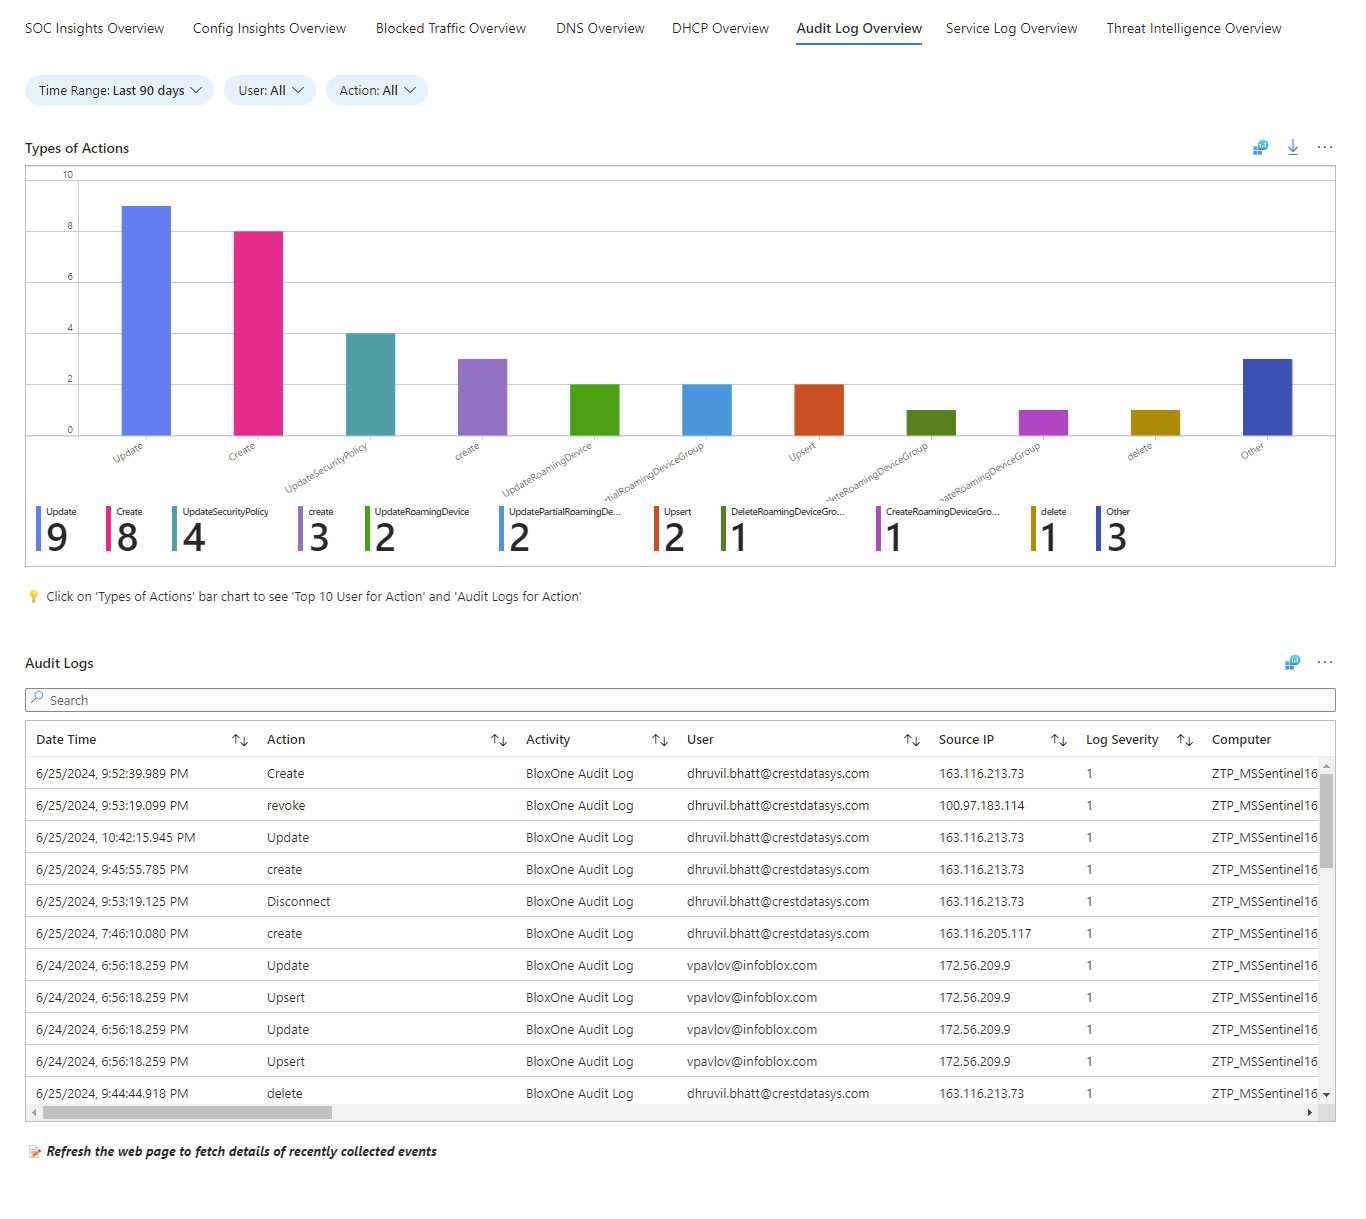 SOC Insights Overview Config Insights Overview Blocked Traffic Overview DNS Overview DHCP Overview Audit Log Overview Service Log Overview Threat Intelligence Overview
Time Range: Last 90 days User: All Action: All
Types of Actions
10
8
6
4
2
0
Update Create UpdateSecurityPolicy create UpdateRoamingDevice rtialRoamingDeviceGroup Upsert eleteRoamingDeviceGroup eateRoamingDeviceGroup delete Other
Update Create UpdateSecurityPolicy create UpdateRoamingDevice UpdatePartialRoamingDe... Upsert DeleteRoamingDeviceGro... CreateRoamingDeviceGro... delete Other
9 8 4 3 2 2 2 1 1 1 3
Click on 'Types of Actions' bar chart to see 'Top 10 User for Action' and 'Audit Logs for Action'
Audit Logs
Search
Date Time Action Activity User Source IP Log Severity Computer
6/25/2024, 9:52:39.989 PM Create BloxOne Audit Log dhruvil.bhatt@crestdatasys.com 163.116.213.73 1 ZTP_MSSentinel16
6/25/2024, 9:53:19.099 PM revoke BloxOne Audit Log dhruvil.bhatt@crestdatasys.com 100.97.183.114 1 ZTP_MSSentinel16
6/25/2024, 10:42:15.945 PM Update BloxOne Audit Log dhruvil.bhatt@crestdatasys.com 163.116.213.73 1 ZTP_MSSentinel16
6/25/2024, 9:45:55.785 PM create BloxOne Audit Log dhruvil.bhatt@crestdatasys.com 163.116.213.73 1 ZTP_MSSentinel16
6/25/2024, 9:53:19.125 PM Disconnect BloxOne Audit Log dhruvil.bhatt@crestdatasys.com 163.116.213.73 1 ZTP_MSSentinel16
6/25/2024, 7:46:10.080 PM create BloxOne Audit Log dhruvil.bhatt@crestdatasys.com 163.116.205.117 1 ZTP_MSSentinel16
6/24/2024, 6:56:18.259 PM Update BloxOne Audit Log vpavlov@infoblox.com 172.56.209.9 1 ZTP_MSSentinel16
6/24/2024, 6:56:18.259 PM Upsert BloxOne Audit Log vpavlov@infoblox.com 172.56.209.9 1 ZTP_MSSentinel16
6/24/2024, 6:56:18.259 PM Update BloxOne Audit Log vpavlov@infoblox.com 172.56.209.9 1 ZTP_MSSentinel16
6/24/2024, 6:56:18.259 PM Upsert BloxOne Audit Log vpavlov@infoblox.com 172.56.209.9 1 ZTP_MSSentinel16
6/25/2024, 9:44:44.918 PM delete BloxOne Audit Log dhruvil.bhatt@crestdatasys.com 163.116.213.73 1 ZTP_MSSentinel16
Refresh the web page to fetch details of recently collected events